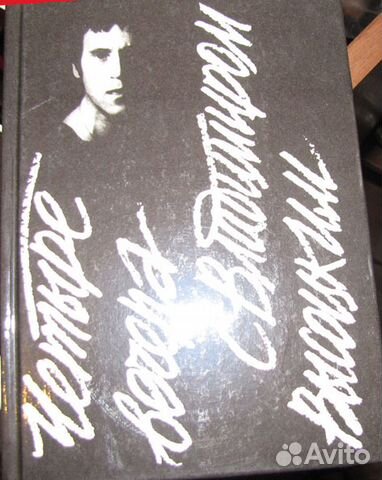 Четыре
вечера
с Владимиром
Высоцким
Avito